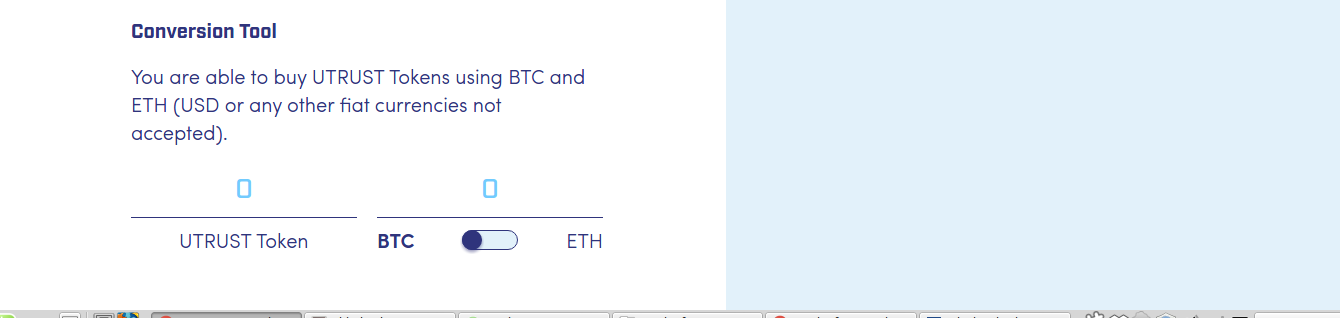 Conversion Tool
You are able to buy UTRUST Tokens using BTC and
ETH (USD or any other fiat currencies not
accepted).
0 0
UTRUST Token BTC ETH